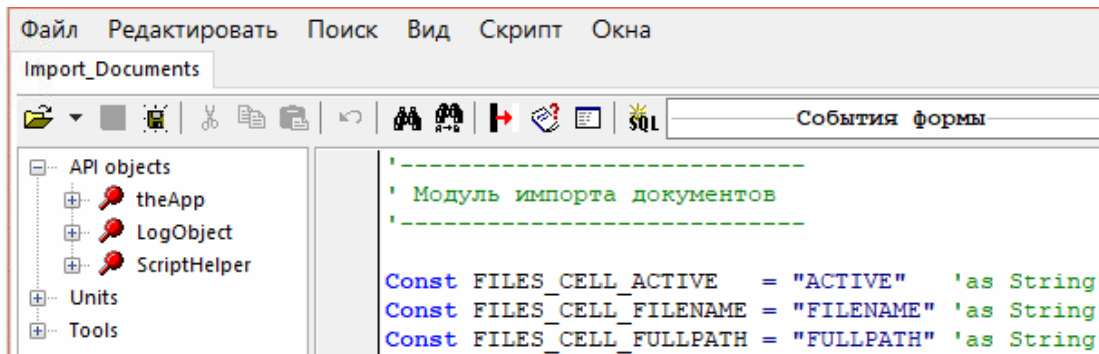 Файл Редактировать Поиск Вид Скрипт Окна
Import_Documents
A→B
SQL
События формы
API objects
theApp
LogObject
ScriptHelper
Units
Tools
'----------------------------
' Модуль импорта документов
'----------------------------
Const FILES_CELL_ACTIVE   = "ACTIVE"   'as String
Const FILES_CELL_FILENAME = "FILENAME" 'as String
Const FILES_CELL_FULLPATH = "FULLPATH" 'as String